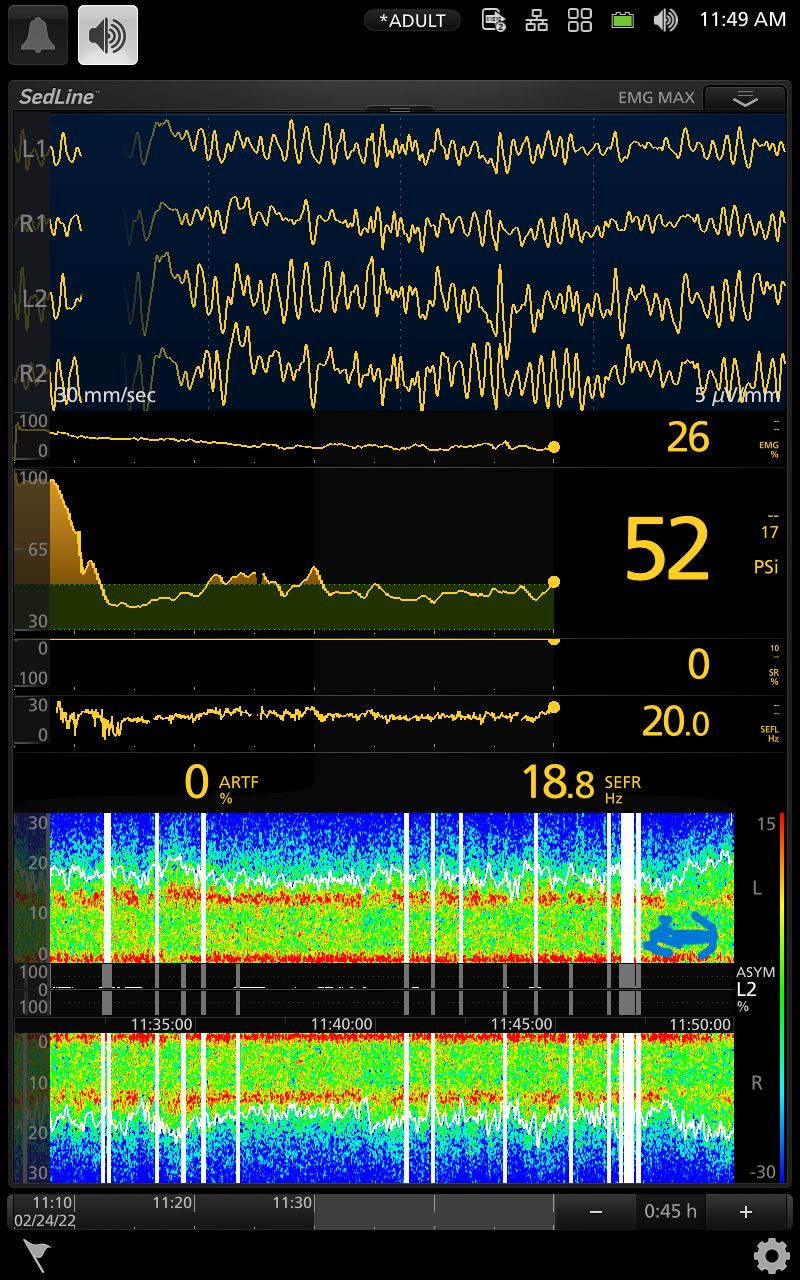 *ADULT 11:49 AM
SedLine™ EMG MAX
L1
R1
L2
R2
30 mm/sec 5 µV/mm
100
0
26
--
--
EMG
%
100
65
30
52
--
17
PSi
0
100
0
10
--
SR
%
30
0
20.0
--
--
SEFL
Hz
0 ARTF
%
18.8 SEFR
Hz
30
20
10
0
15
L
100
0
100
ASYM
L2
%
11:35:00 11:40:00 11:45:00 11:50:00
0
10
20
30
R
-30
11:10 11:20 11:30
02/24/22
− 0:45 h +